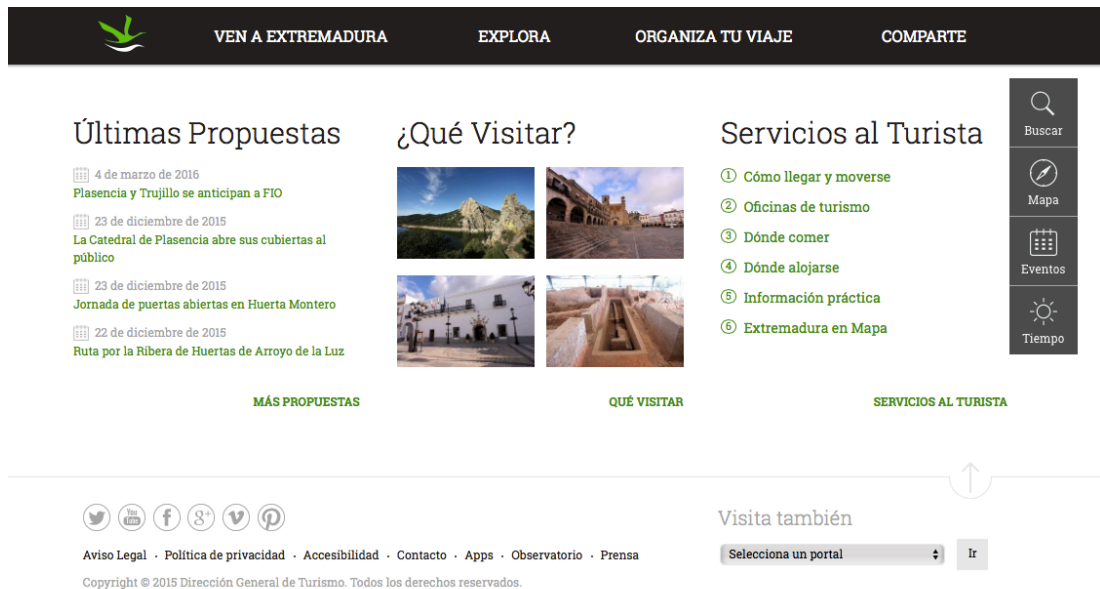 VEN A EXTREMADURA
EXPLORA
ORGANIZA TU VIAJE
COMPARTE
Últimas Propuestas
4 de marzo de 2016
Plasencia y Trujillo se anticipan a FIO
23 de diciembre de 2015
La Catedral de Plasencia abre sus cubiertas al
público
23 de diciembre de 2015
Jornada de puertas abiertas en Huerta Montero
22 de diciembre de 2015
Ruta por la Ribera de Huertas de Arroyo de la Luz
MÁS PROPUESTAS
¿Qué Visitar?
QUÉ VISITAR
Servicios al Turista
1 Cómo llegar y moverse
2 Oficinas de turismo
3 Dónde comer
4 Dónde alojarse
5 Información práctica
6 Extremadura en Mapa
SERVICIOS AL TURISTA
Buscar
Mapa
Eventos
Tiempo
You Tube
g+
Aviso Legal · Política de privacidad · Accesibilidad · Contacto · Apps · Observatorio · Prensa
Copyright © 2015 Dirección General de Turismo. Todos los derechos reservados.
Visita también
Selecciona un portal
Ir